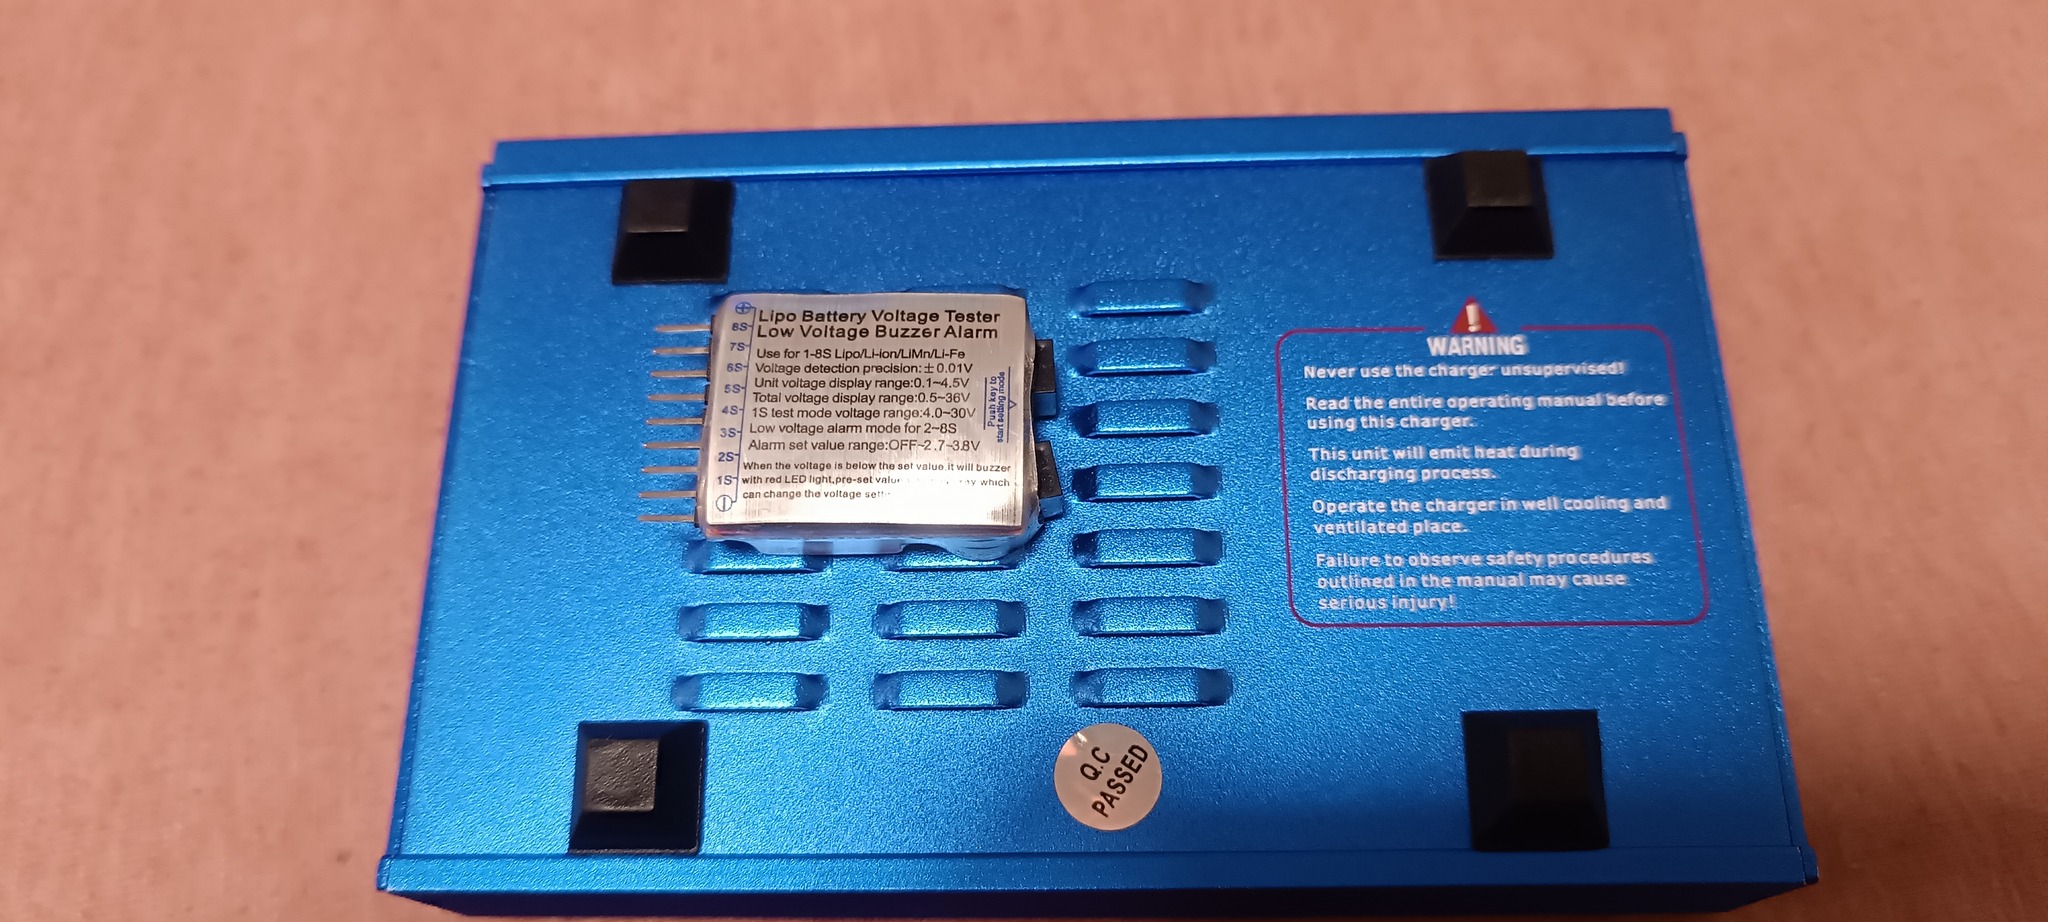 Lipo Battery Voltage Tester
Low Voltage Buzzer Alarm
Use for 1-8S Lipo/Li-ion/LiMn/Li-Fe
Voltage detection precision:±0.01V
Unit voltage display range:0.1~4.5V
Total voltage display range:0.5~36V
1S test mode voltage range:4.0~30V
Low voltage alarm mode for 2~8S
Alarm set value range:OFF~2.7~3.8V
When the voltage is below the set value,it will buzzer
with red LED light,pre-set value which
can change the voltage
8S
7S
6S
5S
4S
3S
2S
1S
Push key to
start setting mode
WARNING
Never use the charger unsupervised!
Read the entire operating manual before
using this charger.
This unit will emit heat during
discharging process.
Operate the charger in well cooling and
ventilated place.
Failure to observe safety procedures
outlined in the manual may cause
serious injury!
Q.C
PASSED